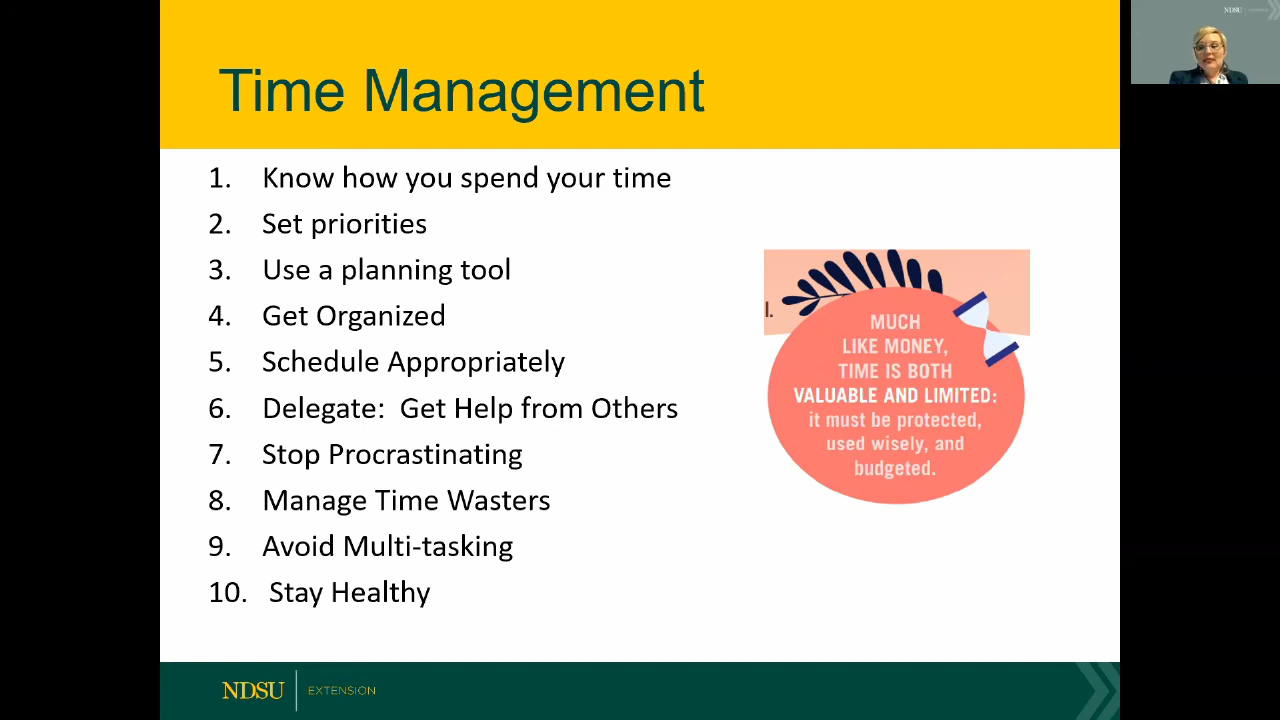 Time Management
1. Know how you spend your time
2. Set priorities
3. Use a planning tool
4. Get Organized
5. Schedule Appropriately
6. Delegate: Get Help from Others
7. Stop Procrastinating
8. Manage Time Wasters
9. Avoid Multi-tasking
10. Stay Healthy
l.
MUCH
LIKE MONEY,
TIME IS BOTH
VALUABLE AND LIMITED:
it must be protected,
used wisely, and
budgeted.
NDSU EXTENSION
NDSU